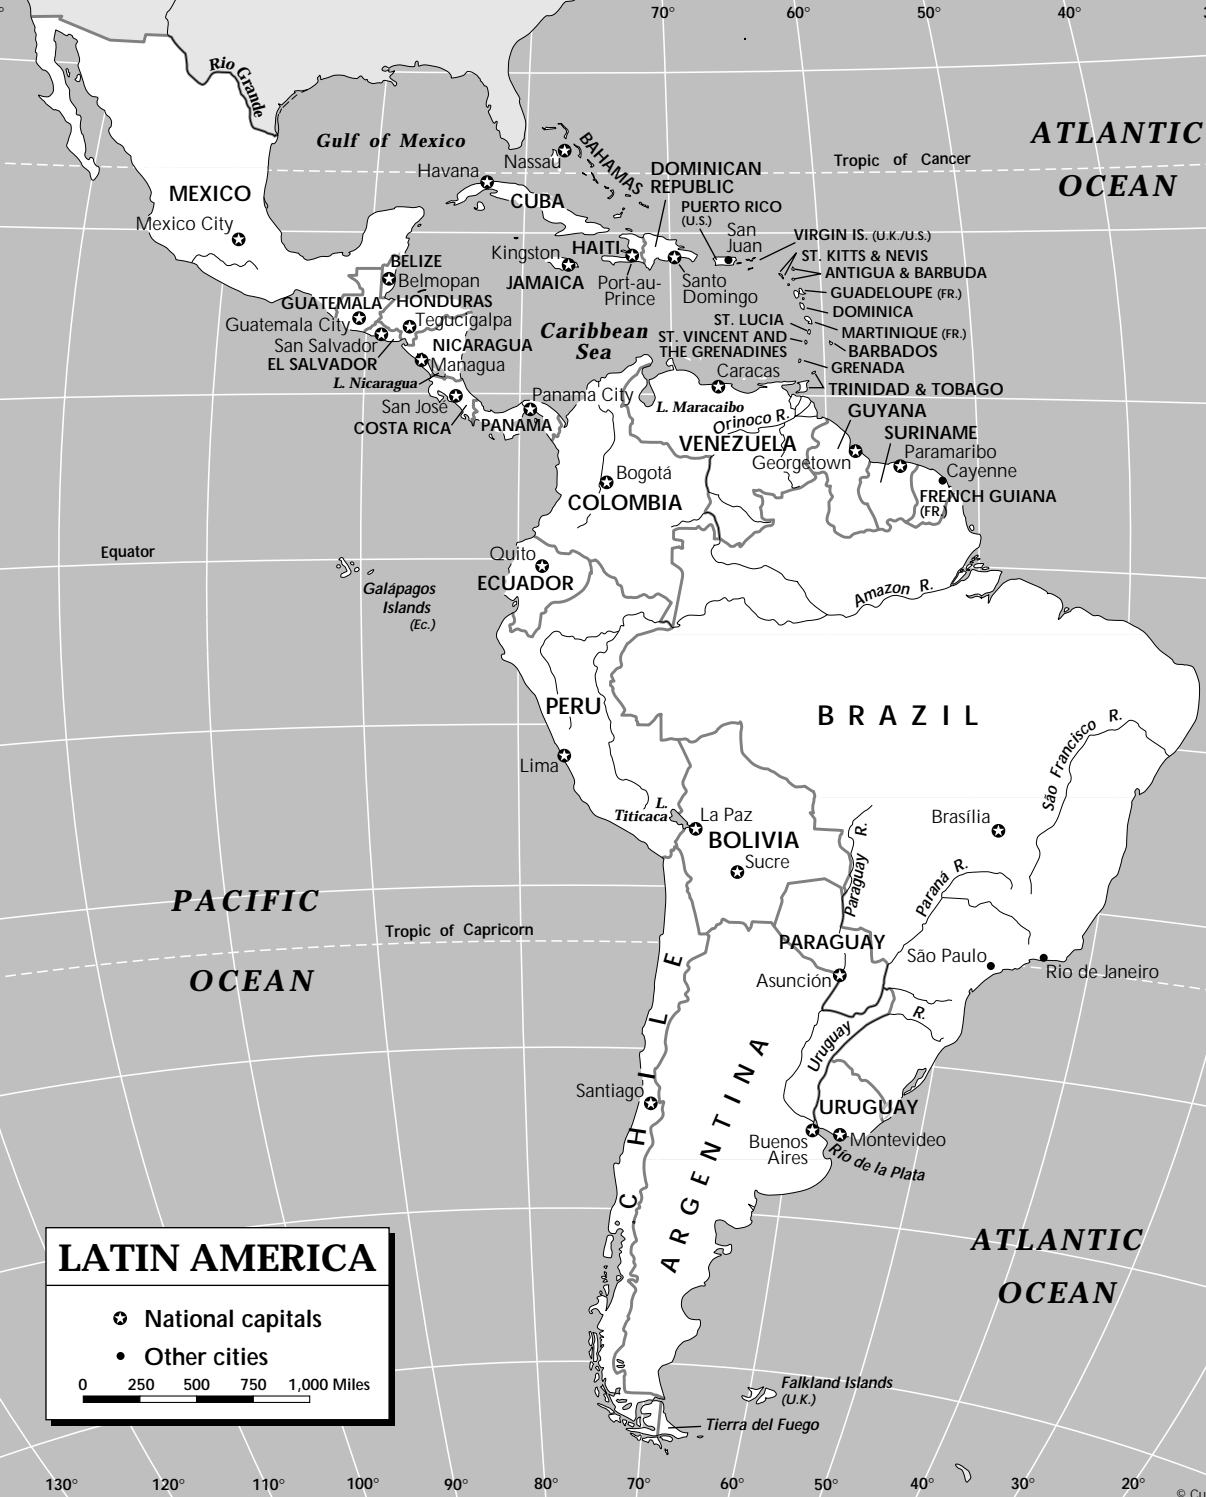 70°
60°
50°
40°
Rio Grande
ATLANTIC
OCEAN
Gulf of Mexico
Tropic of Cancer
Nassau
BAHAMAS
Havana
CUBA
DOMINICAN
REPUBLIC
MEXICO
Mexico City
PUERTO RICO
(U.S.)
San
Juan
VIRGIN IS. (U.K./U.S.)
Kingston
HAITI
ST. KITTS & NEVIS
BELIZE
Belmopan
JAMAICA
Port-au-
Prince
Santo
Domingo
ANTIGUA & BARBUDA
GUADELOUPE (FR.)
GUATEMALA
HONDURAS
DOMINICA
Guatemala City
Tegucigalpa
Caribbean
Sea
ST. LUCIA
MARTINIQUE (FR.)
San Salvador
EL SALVADOR
NICARAGUA
Managua
ST. VINCENT AND
THE GRENADINES
BARBADOS
GRENADA
L. Nicaragua
Caracas
TRINIDAD & TOBAGO
San José
COSTA RICA
Panama City
PANAMA
L. Maracaibo
Orinoco R.
GUYANA
VENEZUELA
SURINAME
Georgetown
Paramaribo
Cayenne
Bogotá
COLOMBIA
FRENCH GUIANA
(FR.)
Equator
Quito
ECUADOR
Galápagos
Islands
(Ec.)
Amazon R.
PERU
BRAZIL
São Francisco R.
Lima
L.
Titicaca
La Paz
BOLIVIA
Sucre
Brasília
Paraguay R.
Paraná R.
PACIFIC
OCEAN
Tropic of Capricorn
PARAGUAY
Asunción
São Paulo
Rio de Janeiro
CHILE
Uruguay
R.
ARGENTINA
Santiago
URUGUAY
Buenos
Aires
Montevideo
Río de la Plata
ATLANTIC
OCEAN
LATIN AMERICA
National capitals
Other cities
0 250 500 750 1,000 Miles
Falkland Islands
(U.K.)
Tierra del Fuego
130°
120°
110°
100°
90°
80°
70°
60°
50°
40°
30°
20°